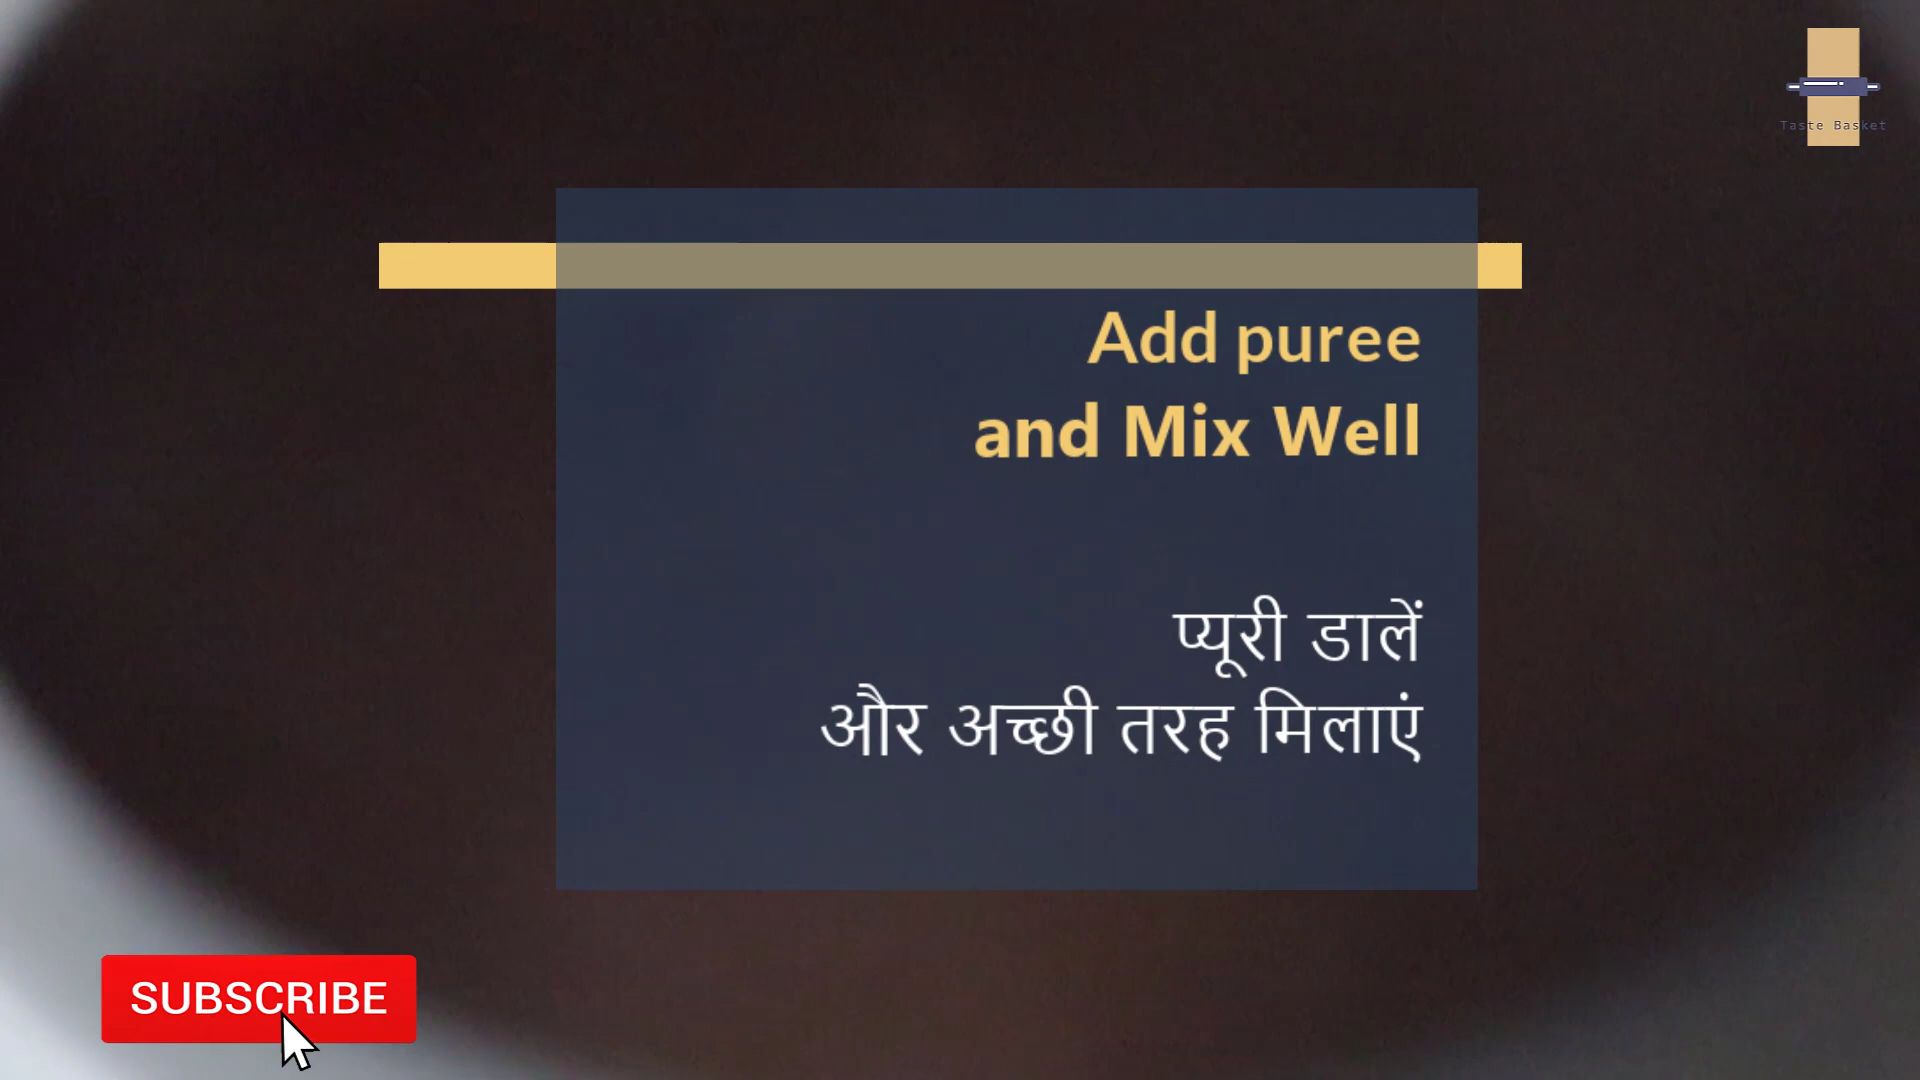 Taste Basket
Add puree
and Mix Well
प्यूरी डालें
और अच्छी तरह मिलाएं
SUBSCRIBE